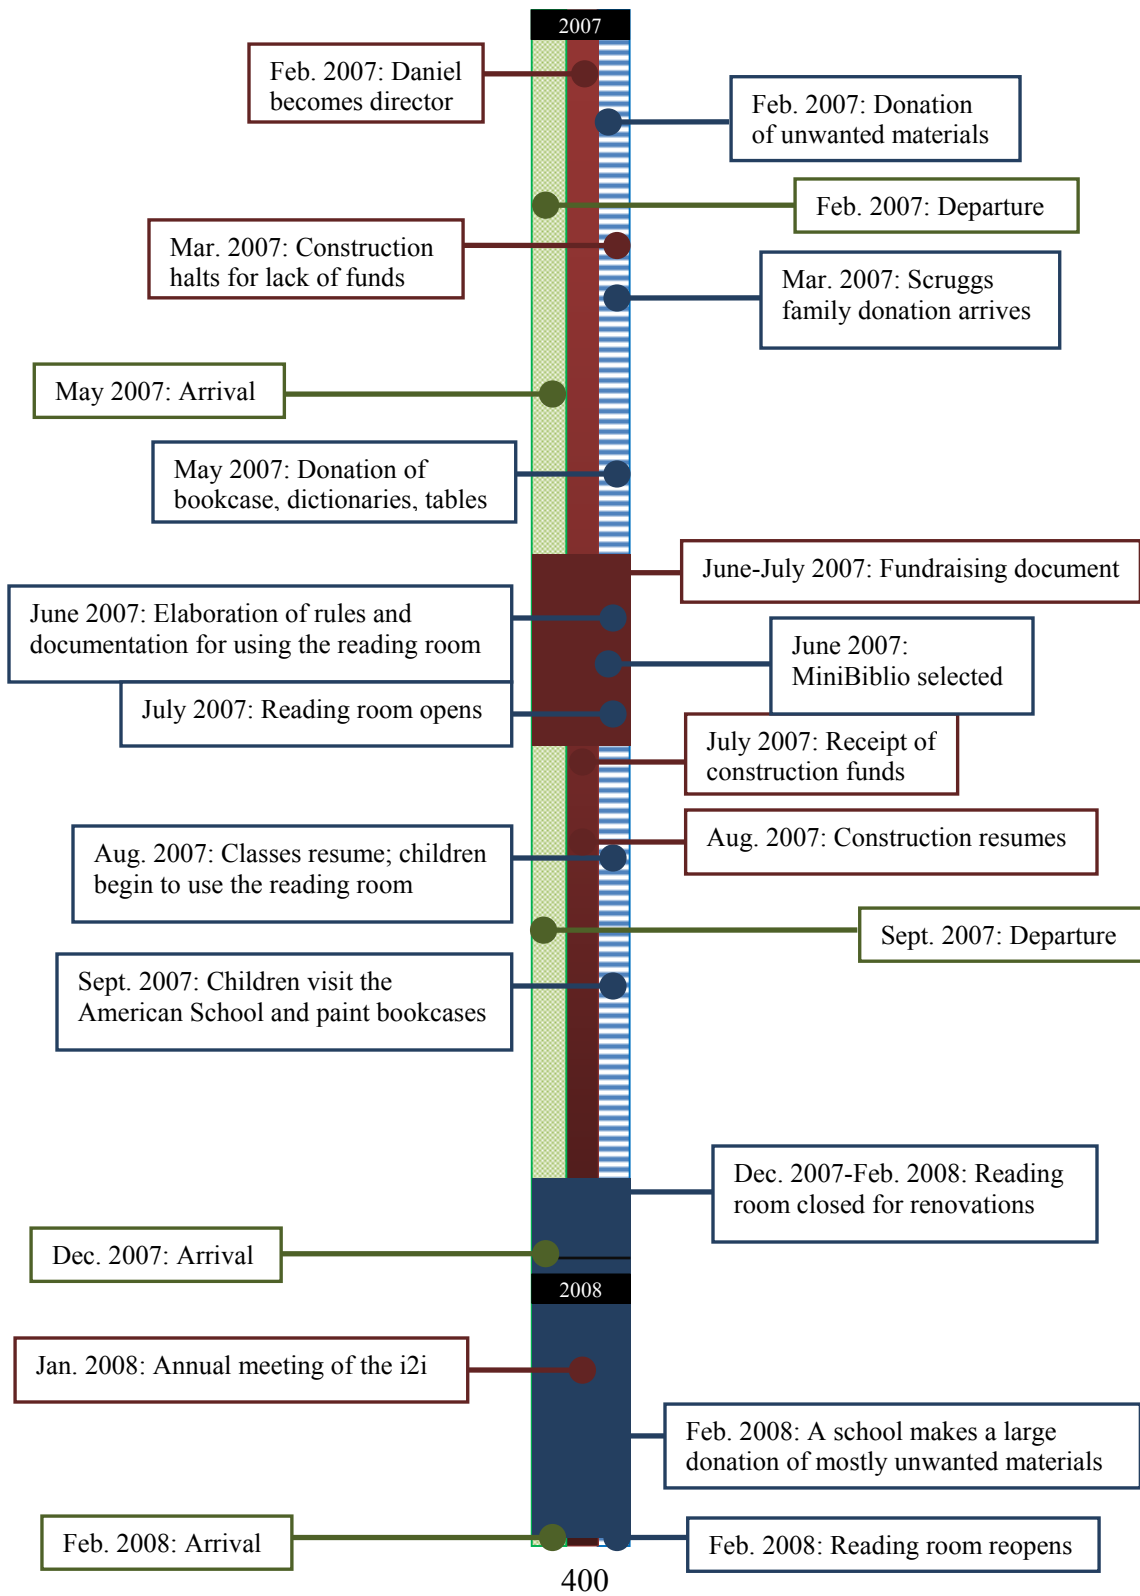 2007
Feb. 2007: Daniel
becomes director
Feb. 2007: Donation
of unwanted materials
Feb. 2007: Departure
Mar. 2007: Construction
halts for lack of funds
Mar. 2007: Scruggs
family donation arrives
May 2007: Arrival
May 2007: Donation of
bookcase, dictionaries, tables
June-July 2007: Fundraising document
June 2007: Elaboration of rules and
documentation for using the reading room
June 2007:
MiniBiblio selected
July 2007: Reading room opens
July 2007: Receipt of
construction funds
Aug. 2007: Construction resumes
Aug. 2007: Classes resume; children
begin to use the reading room
Sept. 2007: Departure
Sept. 2007: Children visit the
American School and paint bookcases
Dec. 2007-Feb. 2008: Reading
room closed for renovations
Dec. 2007: Arrival
2008
Jan. 2008: Annual meeting of the i2i
Feb. 2008: A school makes a large
donation of mostly unwanted materials
Feb. 2008: Arrival
Feb. 2008: Reading room reopens
400